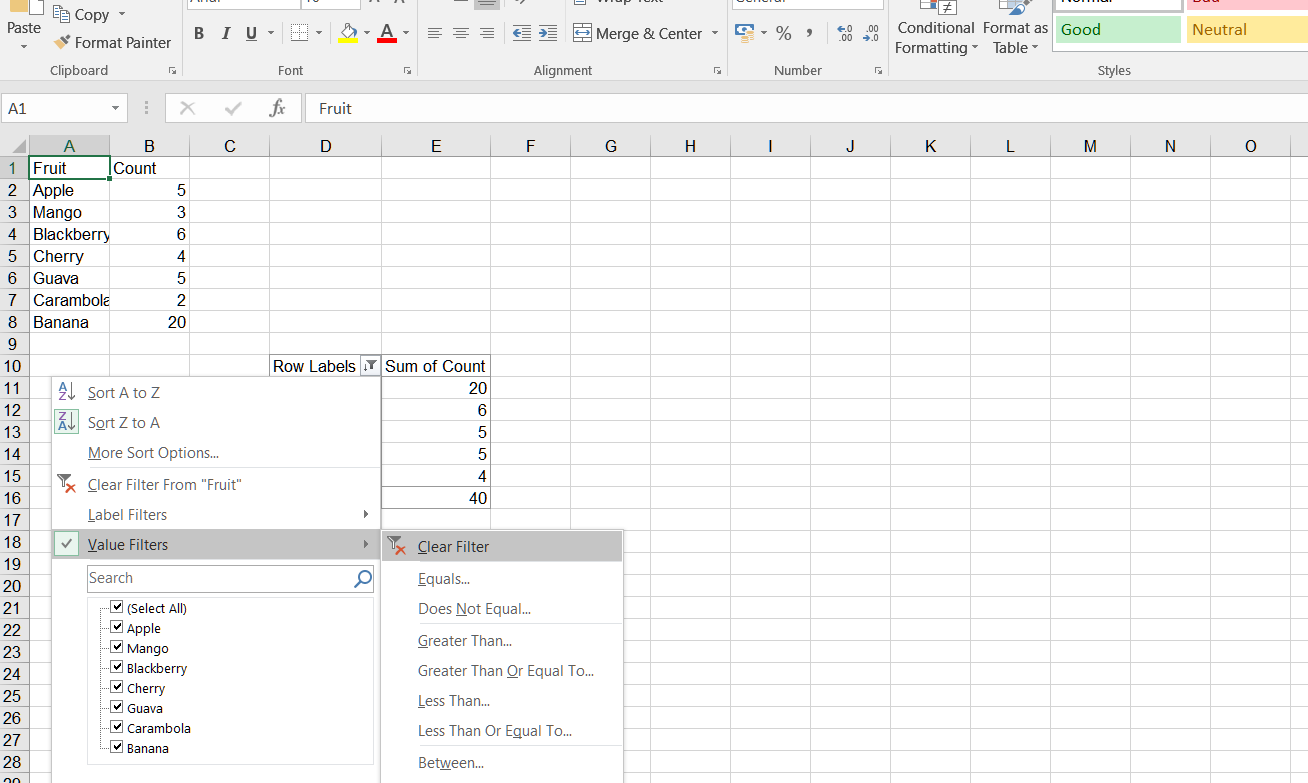 Paste
Copy
Format Painter
Clipboard
B I U A
Font
Merge & Center
Alignment
% , .00 .00
Number
Conditional Formatting
Format as Table
Good
Neutral
Styles
A1 fx Fruit
A B C D E F G H I J K L M N O
1 Fruit Count
2 Apple 5
3 Mango 3
4 Blackberry 6
5 Cherry 4
6 Guava 5
7 Carambola 2
8 Banana 20
9
10 Row Labels Sum of Count
11 20
12 6
13 5
14 5
15 4
16 40
17
18
19
20
21
22
23
24
25
26
27
28
Sort A to Z
Sort Z to A
More Sort Options...
Clear Filter From "Fruit"
Label Filters
Value Filters
Search
(Select All)
Apple
Mango
Blackberry
Cherry
Guava
Carambola
Banana
Clear Filter
Equals...
Does Not Equal...
Greater Than...
Greater Than Or Equal To...
Less Than...
Less Than Or Equal To...
Between...